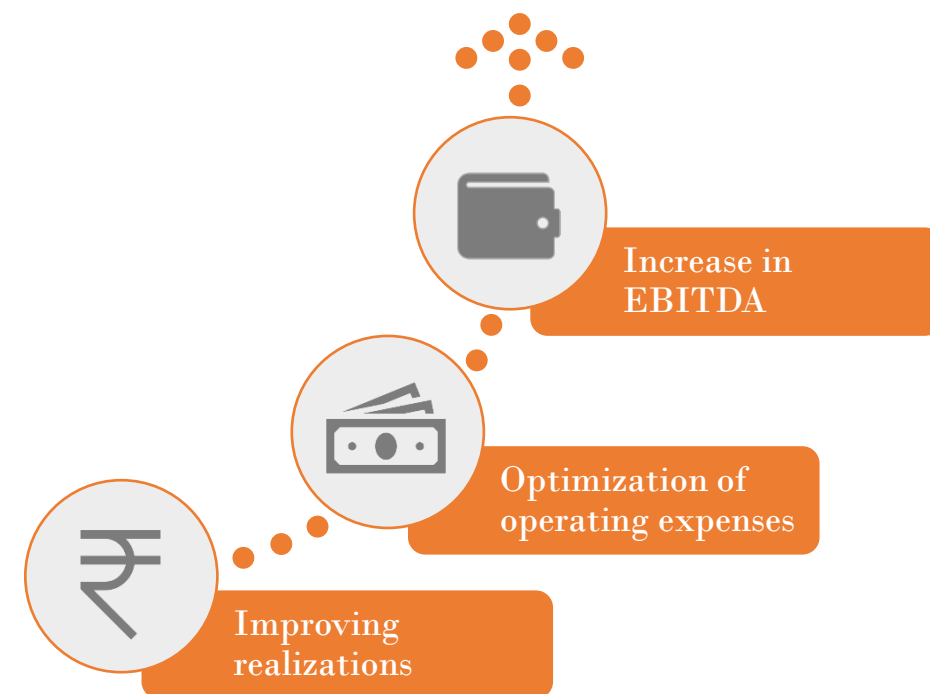 Increase in
EBITDA
Optimization of
operating expenses
₹
Improving
realizations